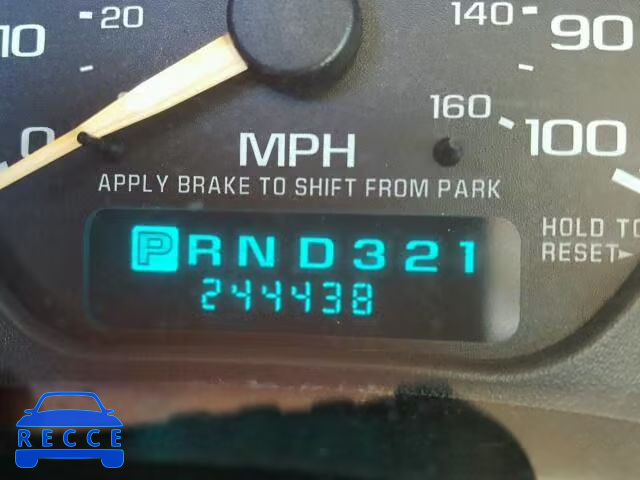 10 20 140 90
0 160 100
MPH
APPLY BRAKE TO SHIFT FROM PARK
HOLD TO
RESET
PRND321
244438
RECCE